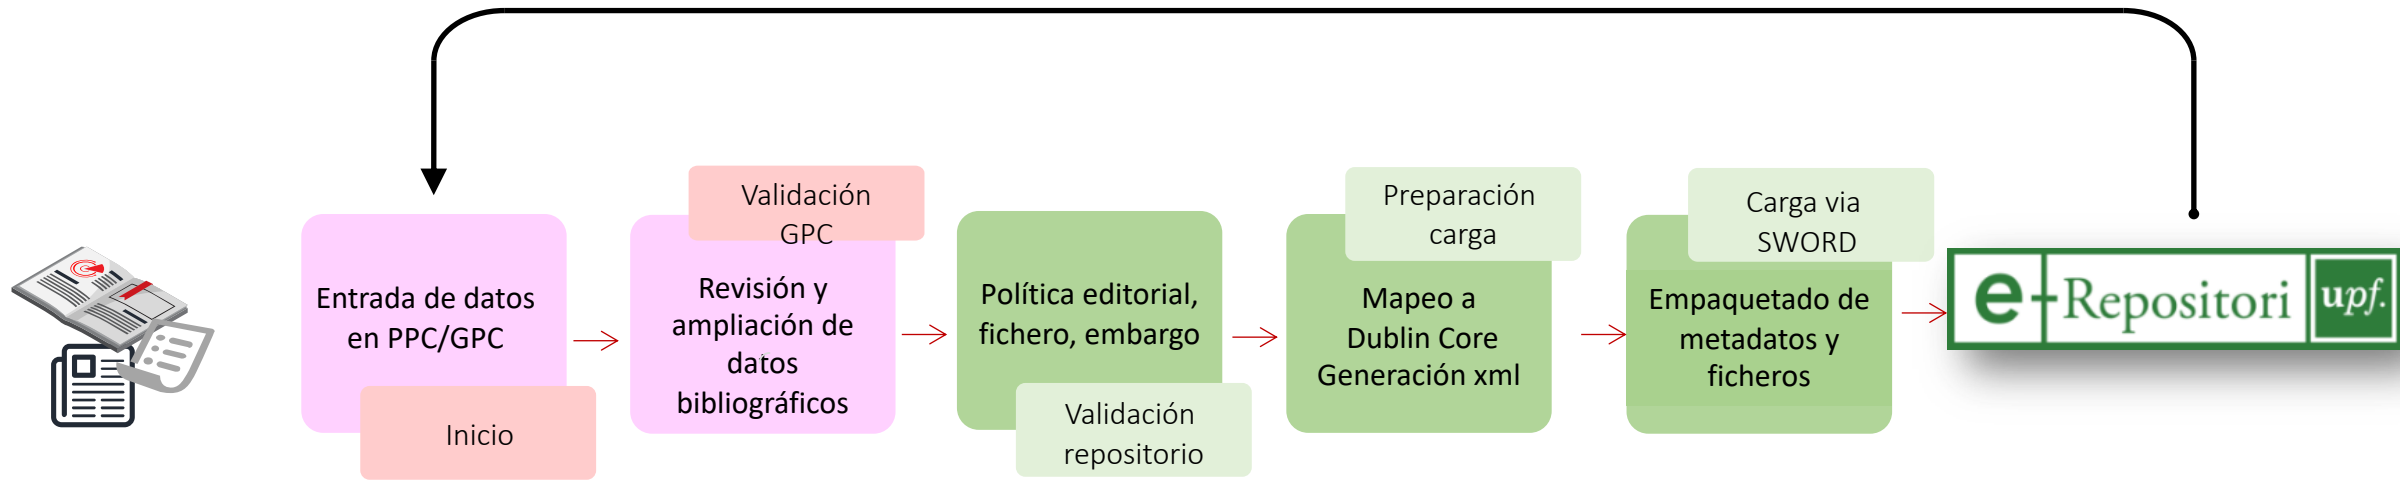 Entrada de datos
en PPC/GPC
Inicio
Validación
GPC
Revisión y
ampliación de
datos
bibliográficos
Política editorial,
fichero, embargo
Validación
repositorio
Preparación
carga
Mapeo a
Dublin Core
Generación xml
Carga via
SWORD
Empaquetado de
metadatos y
ficheros
e-Repositori upf.